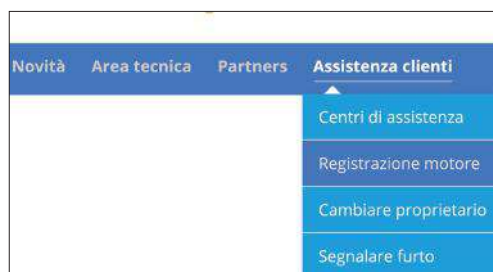 Novità Area tecnica Partners Assistenza clienti
Centri di assistenza
Registrazione motore
Cambiare proprietario
Segnalare furto